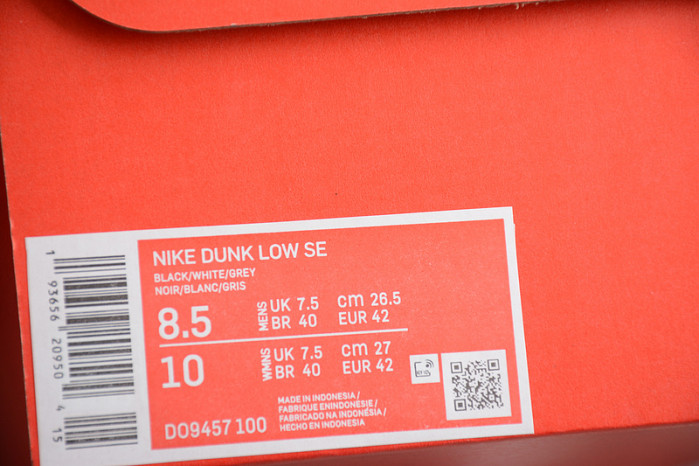 NIKE DUNK LOW SE
BLACK/WHITE/GREY
NOIR/BLANC/GRIS
8.5 MENS UK 7.5 cm 26.5
BR 40 EUR 42
10 WMNS UK 7.5 cm 27
BR 40 EUR 42
MADE IN INDONESIA /
FABRIQUE ENINDONESIE /
FABRICADO NA INDONÉSIA /
HECHO EN INDONESIA
DO9457 100
1 93656 20950 4 15